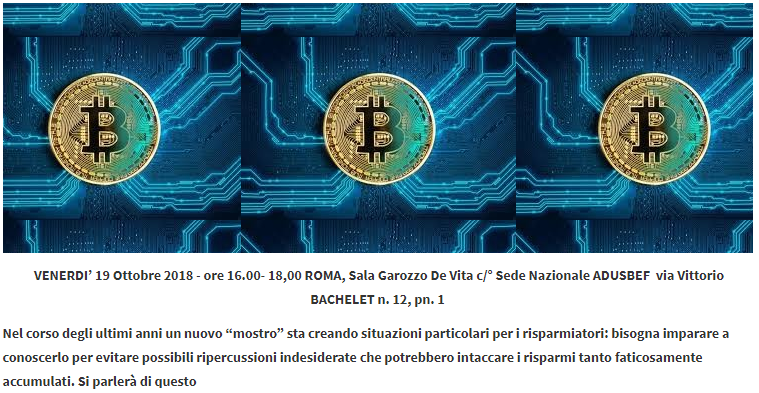 VENERDI’ 19 Ottobre 2018 - ore 16.00- 18,00 ROMA, Sala Garozzo De Vita c/° Sede Nazionale ADUSBEF  via Vittorio
BACHELET n. 12, pn. 1
Nel corso degli ultimi anni un nuovo “mostro” sta creando situazioni particolari per i risparmiatori: bisogna imparare a
conoscerlo per evitare possibili ripercussioni indesiderate che potrebbero intaccare i risparmi tanto faticosamente
accumulati. Si parlerà di questo